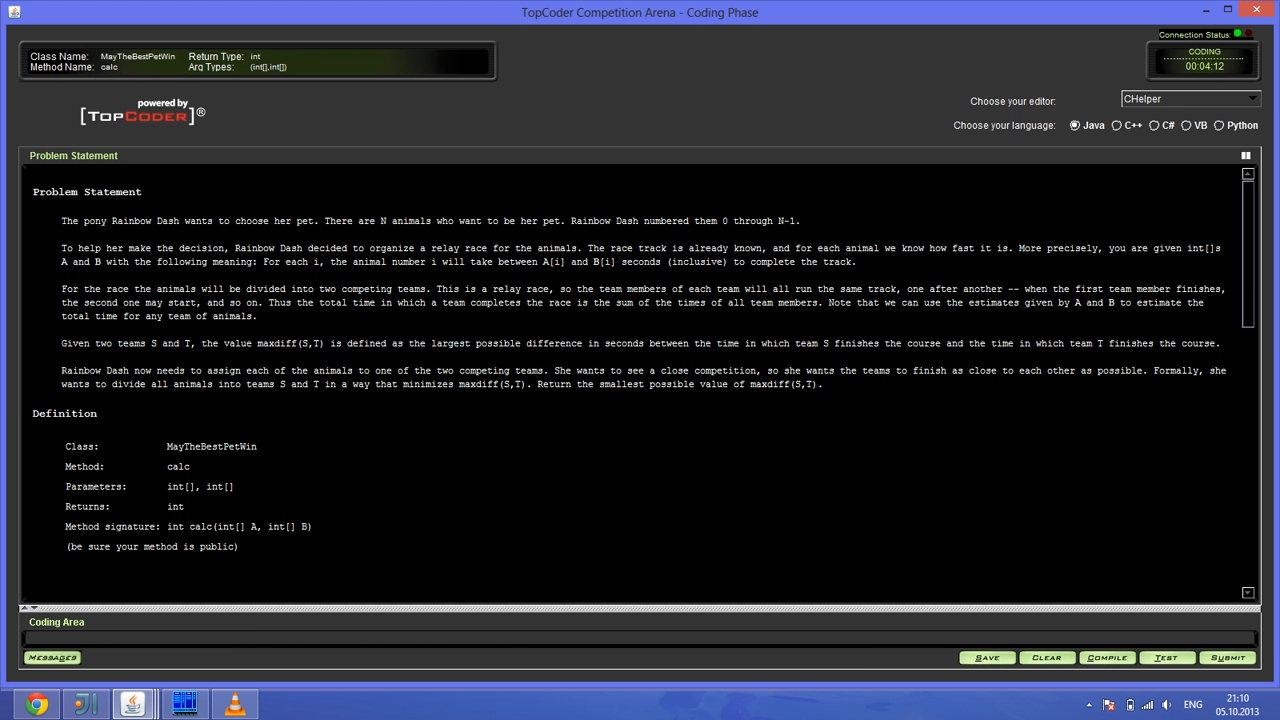 TopCoder Competition Arena - Coding Phase
Connection Status:
Class Name: MayTheBestPetWin Return Type: int
Method Name: calc Arg Types: (int[],int[])
CODING
00:04:12
powered by
[TOPCODER]®
Choose your editor: CHelper
Choose your language: Java C++ C# VB Python
Problem Statement
Problem Statement
The pony Rainbow Dash wants to choose her pet. There are N animals who want to be her pet. Rainbow Dash numbered them 0 through N-1.
To help her make the decision, Rainbow Dash decided to organize a relay race for the animals. The race track is already known, and for each animal we know how fast it is. More precisely, you are given int[]s
A and B with the following meaning: For each i, the animal number i will take between A[i] and B[i] seconds (inclusive) to complete the track.
For the race the animals will be divided into two competing teams. This is a relay race, so the team members of each team will all run the same track, one after another -- when the first team member finishes,
the second one may start, and so on. Thus the total time in which a team completes the race is the sum of the times of all team members. Note that we can use the estimates given by A and B to estimate the
total time for any team of animals.
Given two teams S and T, the value maxdiff(S,T) is defined as the largest possible difference in seconds between the time in which team S finishes the course and the time in which team T finishes the course.
Rainbow Dash now needs to assign each of the animals to one of the two competing teams. She wants to see a close competition, so she wants the teams to finish as close to each other as possible. Formally, she
wants to divide all animals into teams S and T in a way that minimizes maxdiff(S,T). Return the smallest possible value of maxdiff(S,T).
Definition
Class: MayTheBestPetWin
Method: calc
Parameters: int[], int[]
Returns: int
Method signature: int calc(int[] A, int[] B)
(be sure your method is public)
Coding Area
MESSAGES SAVE CLEAR COMPILE TEST SUBMIT
ENG
21:10
05.10.2013